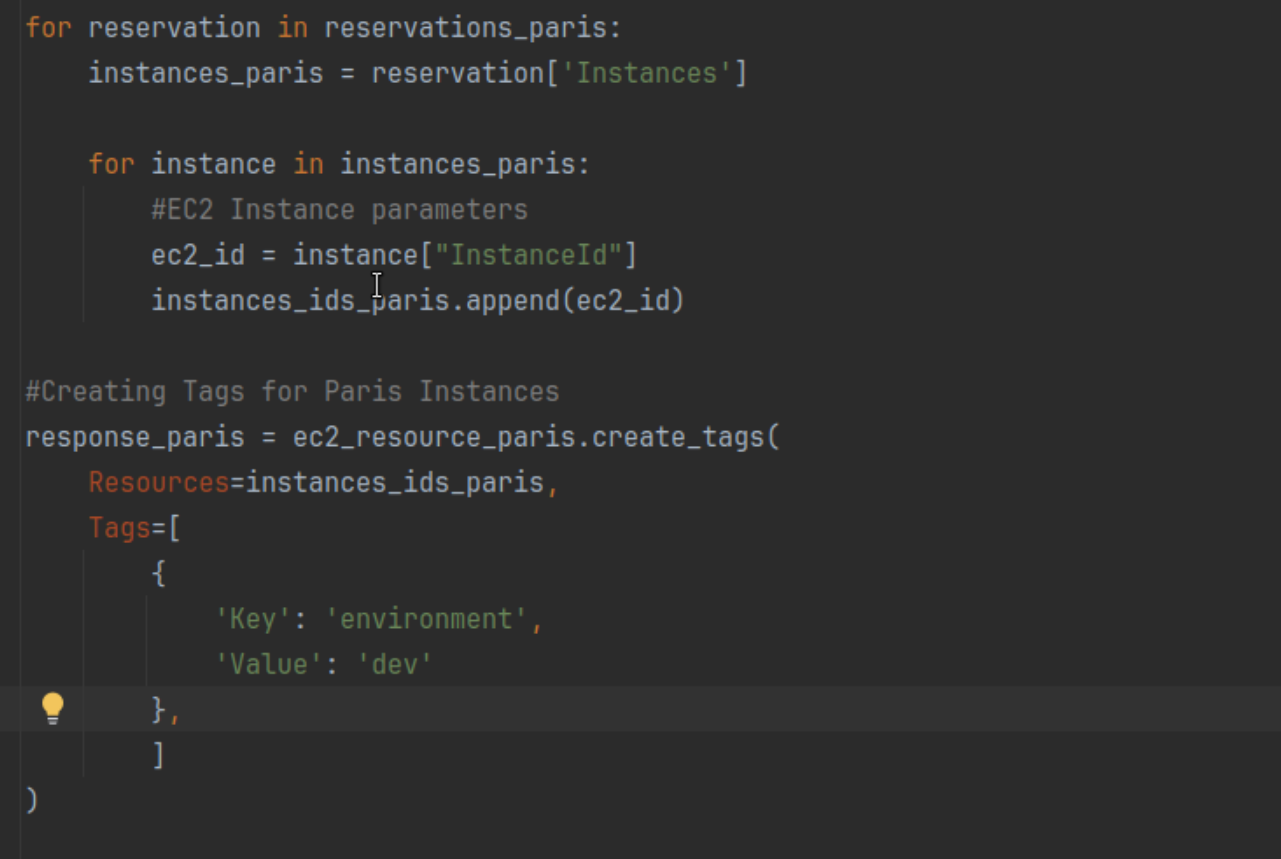 for reservation in reservations_paris:
    instances_paris = reservation['Instances']
    for instance in instances_paris:
        #EC2 Instance parameters
        ec2_id = instance["InstanceId"]
        instances_ids_paris.append(ec2_id)
#Creating Tags for Paris Instances
response_paris = ec2_resource_paris.create_tags(
    Resources=instances_ids_paris,
    Tags=[
        {
            'Key': 'environment',
            'Value': 'dev'
        },
        ]
)